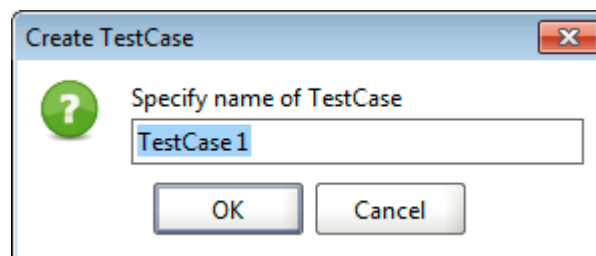 Create TestCase
Specify name of TestCase
TestCase 1
OK
Cancel